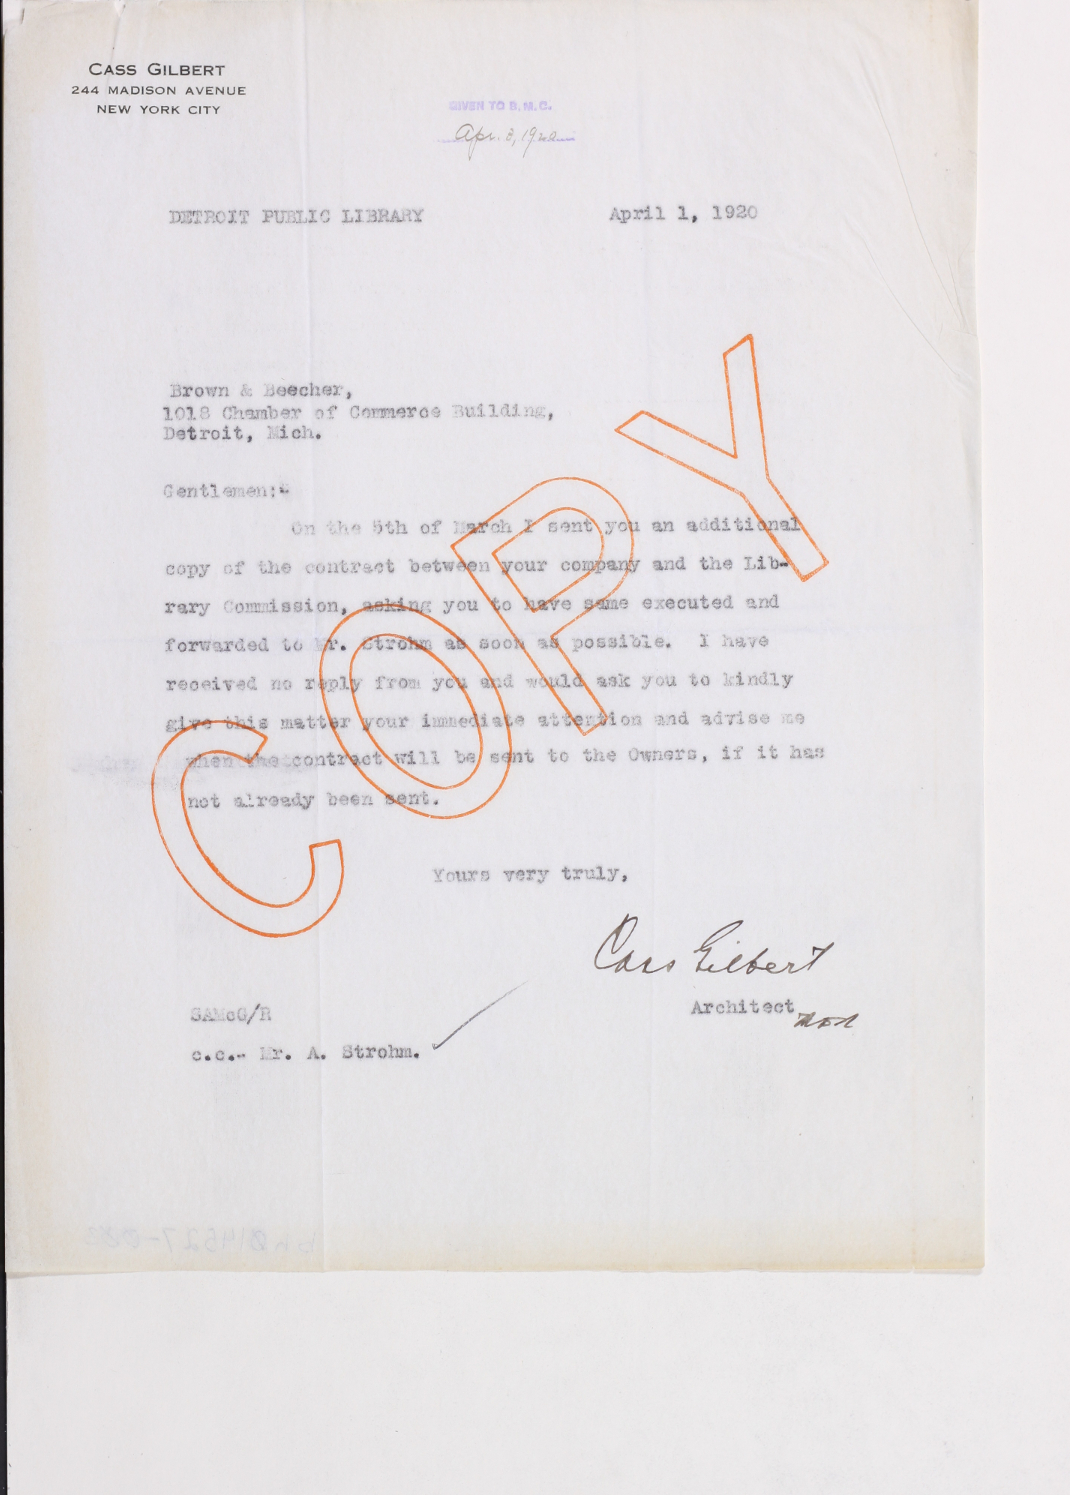 CASS GILBERT
244 MADISON AVENUE
NEW YORK CITY
GIVEN TO B.M.C.
Apr. 3, 1920
DETROIT PUBLIC LIBRARY April 1, 1920
Brown & Beecher,
1018 Chamber of Commerce Building,
Detroit, Mich.
Gentlemen:-
On the 5th of March I sent you an additional
copy of the contract between your company and the Lib-
rary Commission, asking you to have same executed and
forwarded to Mr. Strohm as soon as possible. I have
received no reply from you and would ask you to kindly
give this matter your immediate attention and advise me
when the contract will be sent to the Owners, if it has
not already been sent.
COPY
Yours very truly,
Cass Gilbert
Architect
SAMcG/R
c.c.- Mr. A. Strohm.